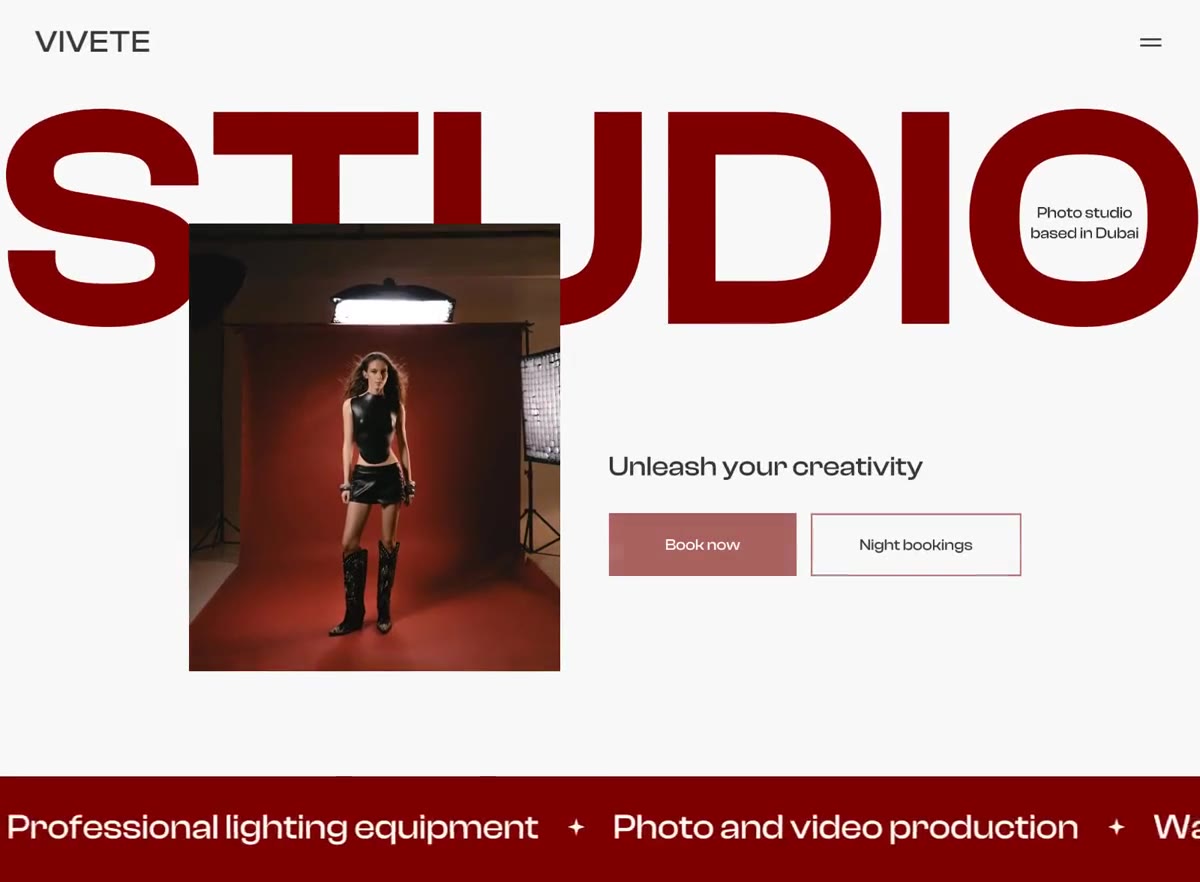 VIVETE
STUDIO
Photo studio
based in Dubai
Unleash your creativity
Book now
Night bookings
Professional lighting equipment ✦ Photo and video production ✦